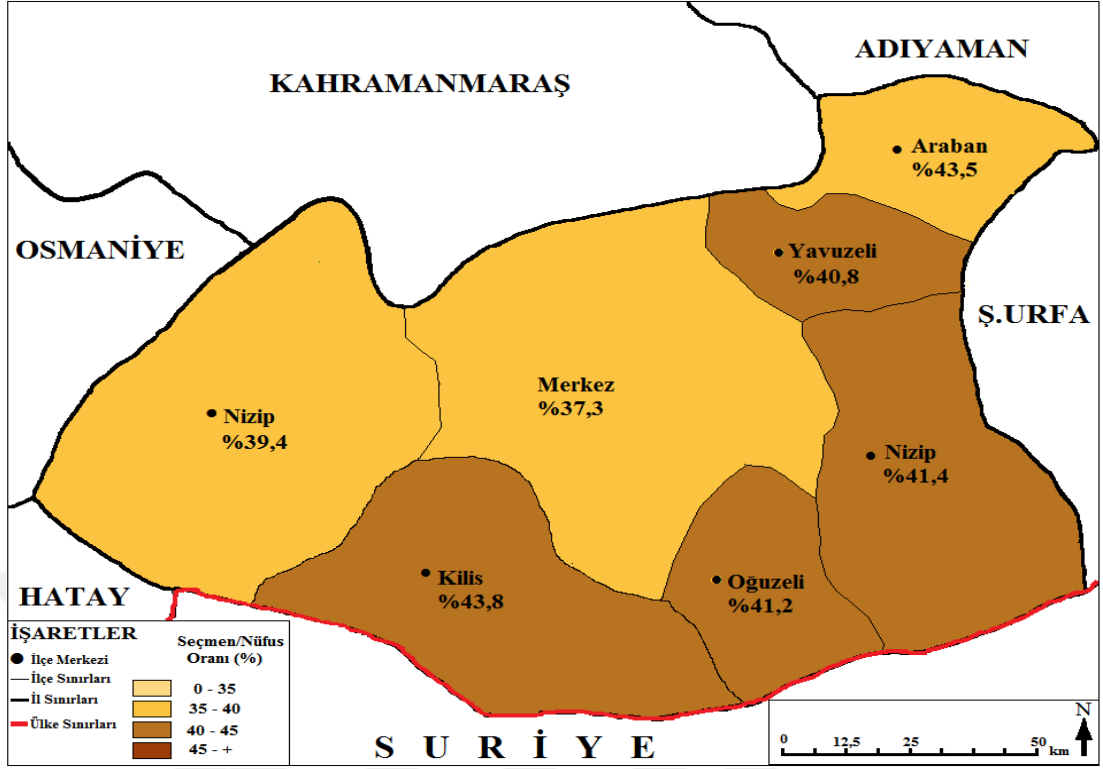 ADIYAMAN
KAHRAMANMARAŞ
Araban
%43,5
OSMANİYE
Yavuzeli
%40,8
Ş.URFA
Merkez
%37,3
Nizip
%39,4
Nizip
%41,4
Kilis
%43,8
Oğuzeli
%41,2
HATAY
İŞARETLER
İlçe Merkezi
İlçe Sınırları
İl Sınırları
Ülke Sınırları
Seçmen/Nüfus
Oranı (%)
0 - 35
35 - 40
40 - 45
45 - +
SURİYE
N
0 12,5 25 50 km